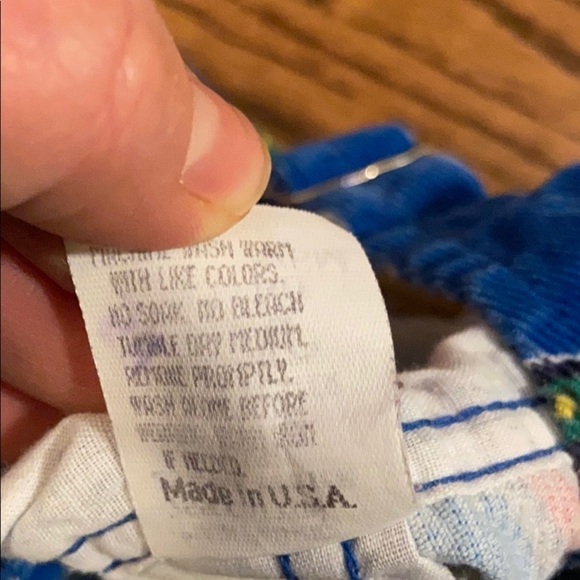 MACHINE WASH WARM
WITH LIKE COLORS.
NO SOAK. NO BLEACH
TUMBLE DRY MEDIUM.
REMOVE PROMPTLY.
WASH ALONE BEFORE
WEARING.
IF NEEDED.
Made in U.S.A.